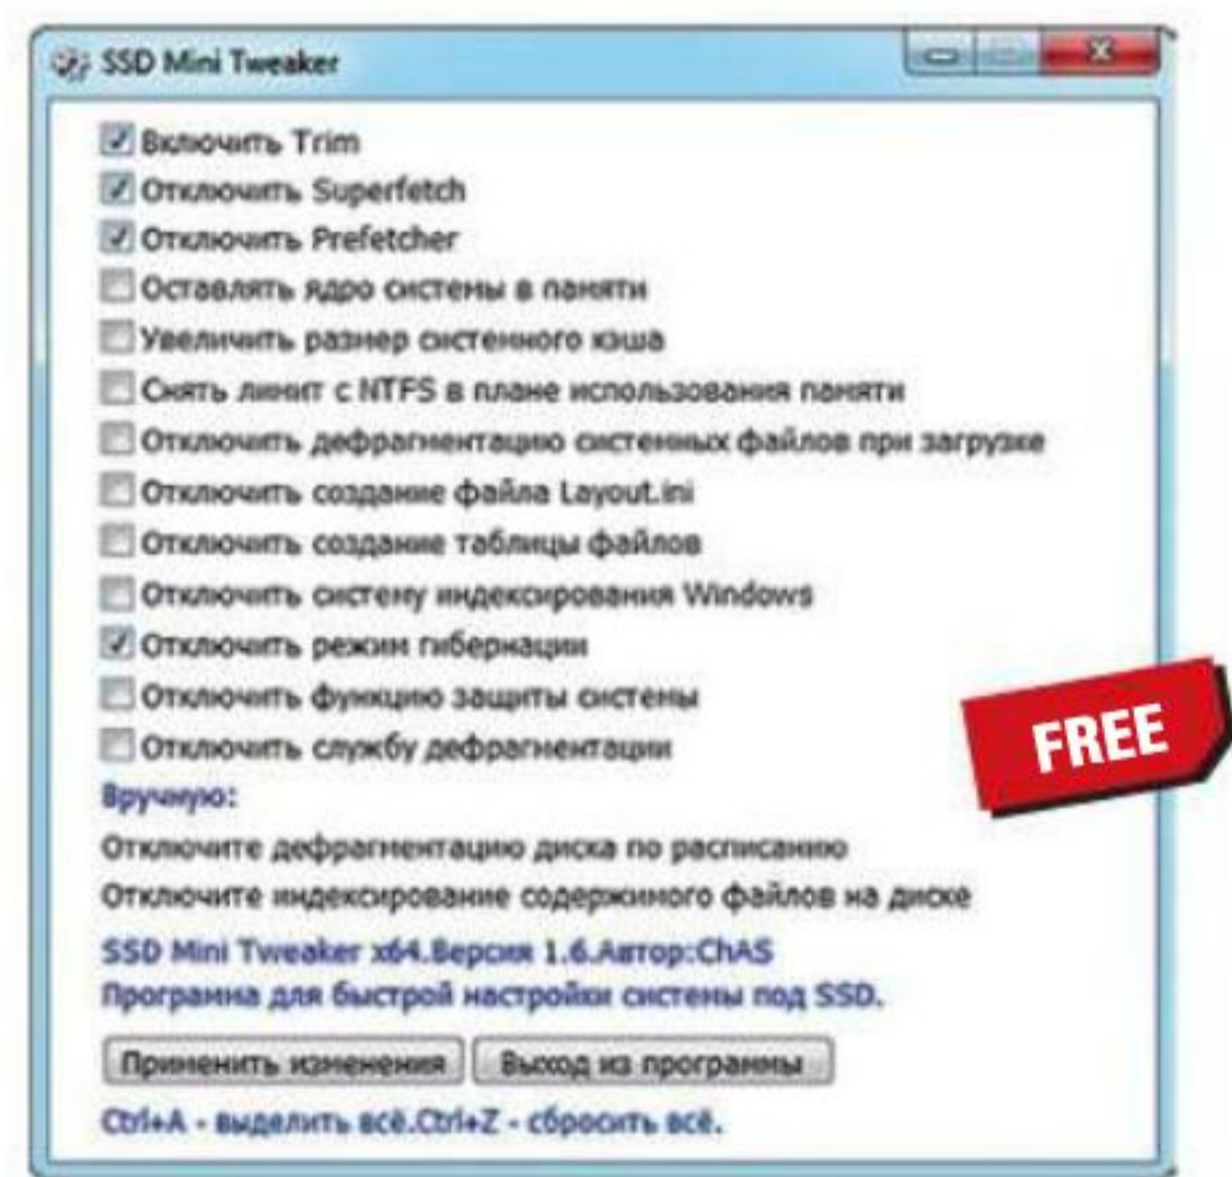 SSD Mini Tweaker
Включить Trim
Отключить Superfetch
Отключить Prefetcher
Оставлять ядро системы в памяти
Увеличить размер системного кэша
Снять лимит с NTFS в плане использования памяти
Отключить дефрагментацию системных файлов при загрузке
Отключить создание файла Layout.ini
Отключить создание таблицы файлов
Отключить систему индексирования Windows
Отключить режим гибернации
Отключить функцию защиты системы
Отключить службу дефрагментации
FREE
Вручную:
Отключите дефрагментацию диска по расписанию
Отключите индексирование содержимого файлов на диске
SSD Mini Tweaker x64.Версия 1.6.Автор:ChAS
Программа для быстрой настройки системы под SSD.
Применить изменения Выход из программы
Ctrl+A - выделить всё.Ctrl+Z - сбросить всё.